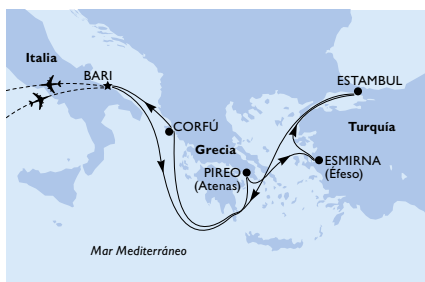 Italia
BARI
ESTAMBUL
CORFÚ
Turquía
Grecia
PIREO
(Atenas)
ESMIRNA
(Éfeso)
Mar Mediterráneo